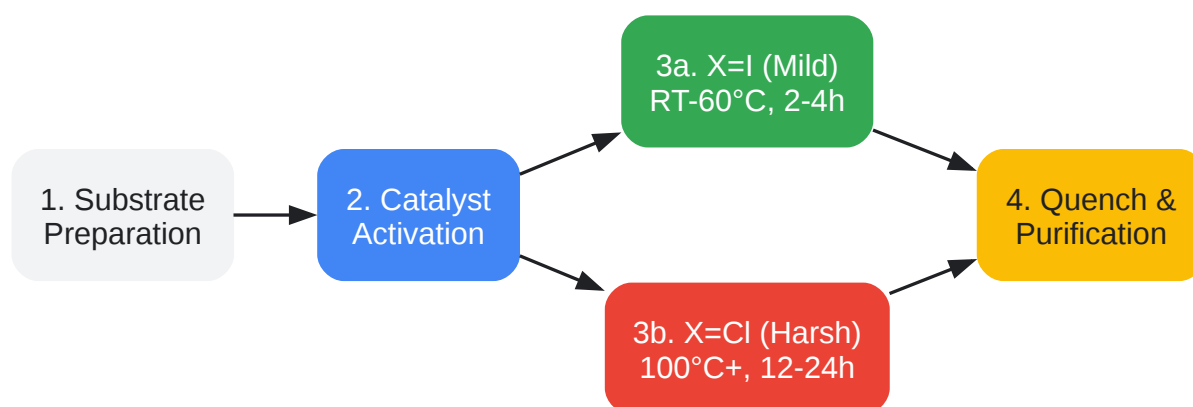 1. Substrate
Preparation
2. Catalyst
Activation
3a. X=I (Mild)
RT-60°C, 2-4h
3b. X=Cl (Harsh)
100°C+, 12-24h
4. Quench &
Purification